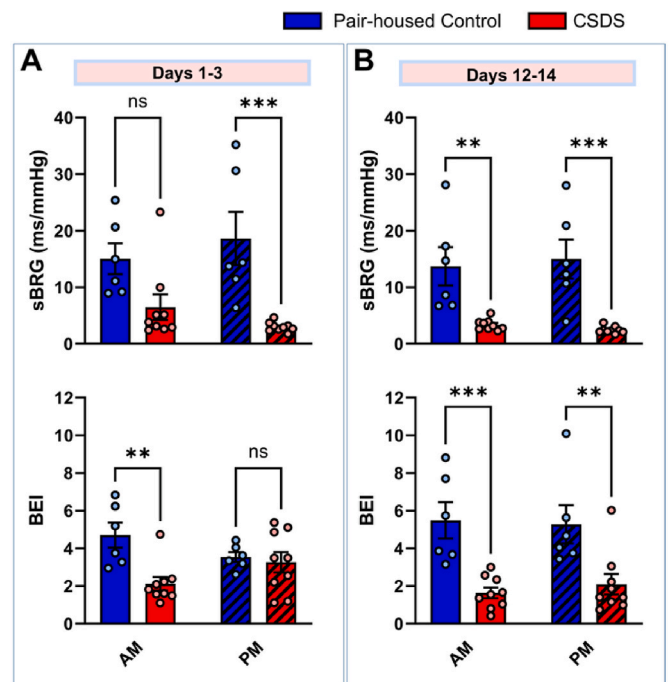 Pair-housed Control CSDS
A B
Days 1-3 Days 12-14
sBRG (ms/mmHg)
40
30
20
10
0
ns ***
sBRG (ms/mmHg)
40
30
20
10
0
** ***
BEI
12
10
8
6
4
2
0
** ns
AM PM
BEI
12
10
8
6
4
2
0
*** **
AM PM